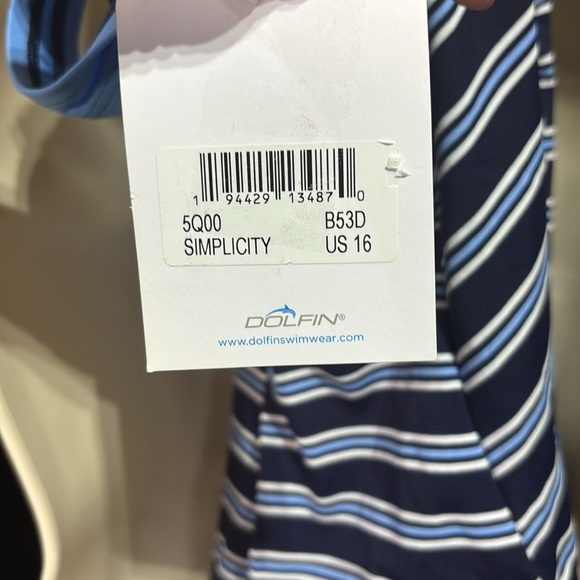 1 94429 13487 0
5Q00 B53D
SIMPLICITY US 16
DOLFIN®
www.dolfinswimwear.com